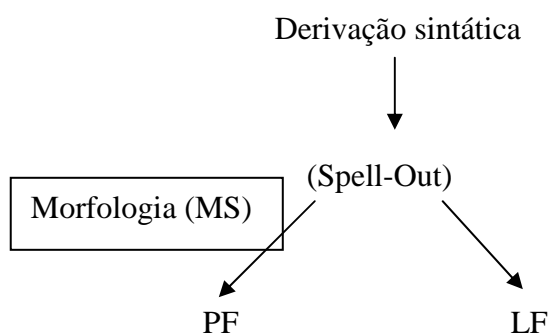 Derivação sintática
(Spell-Out)
Morfologia (MS)
PF LF